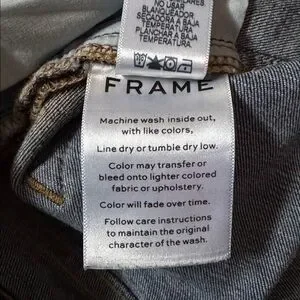 NO USAR
BLANQUEADOR
SECADORA A BAJA
TEMPERATURA.
PLANCHAR A BAJA
TEMPERATURA.
FRAME
Machine wash inside out,
with like colors,
Line dry or tumble dry low.
Color may transfer or
bleed onto lighter colored
fabric or upholstery.
Color will fade over time.
Follow care instructions
to maintain the original
character of the wash.